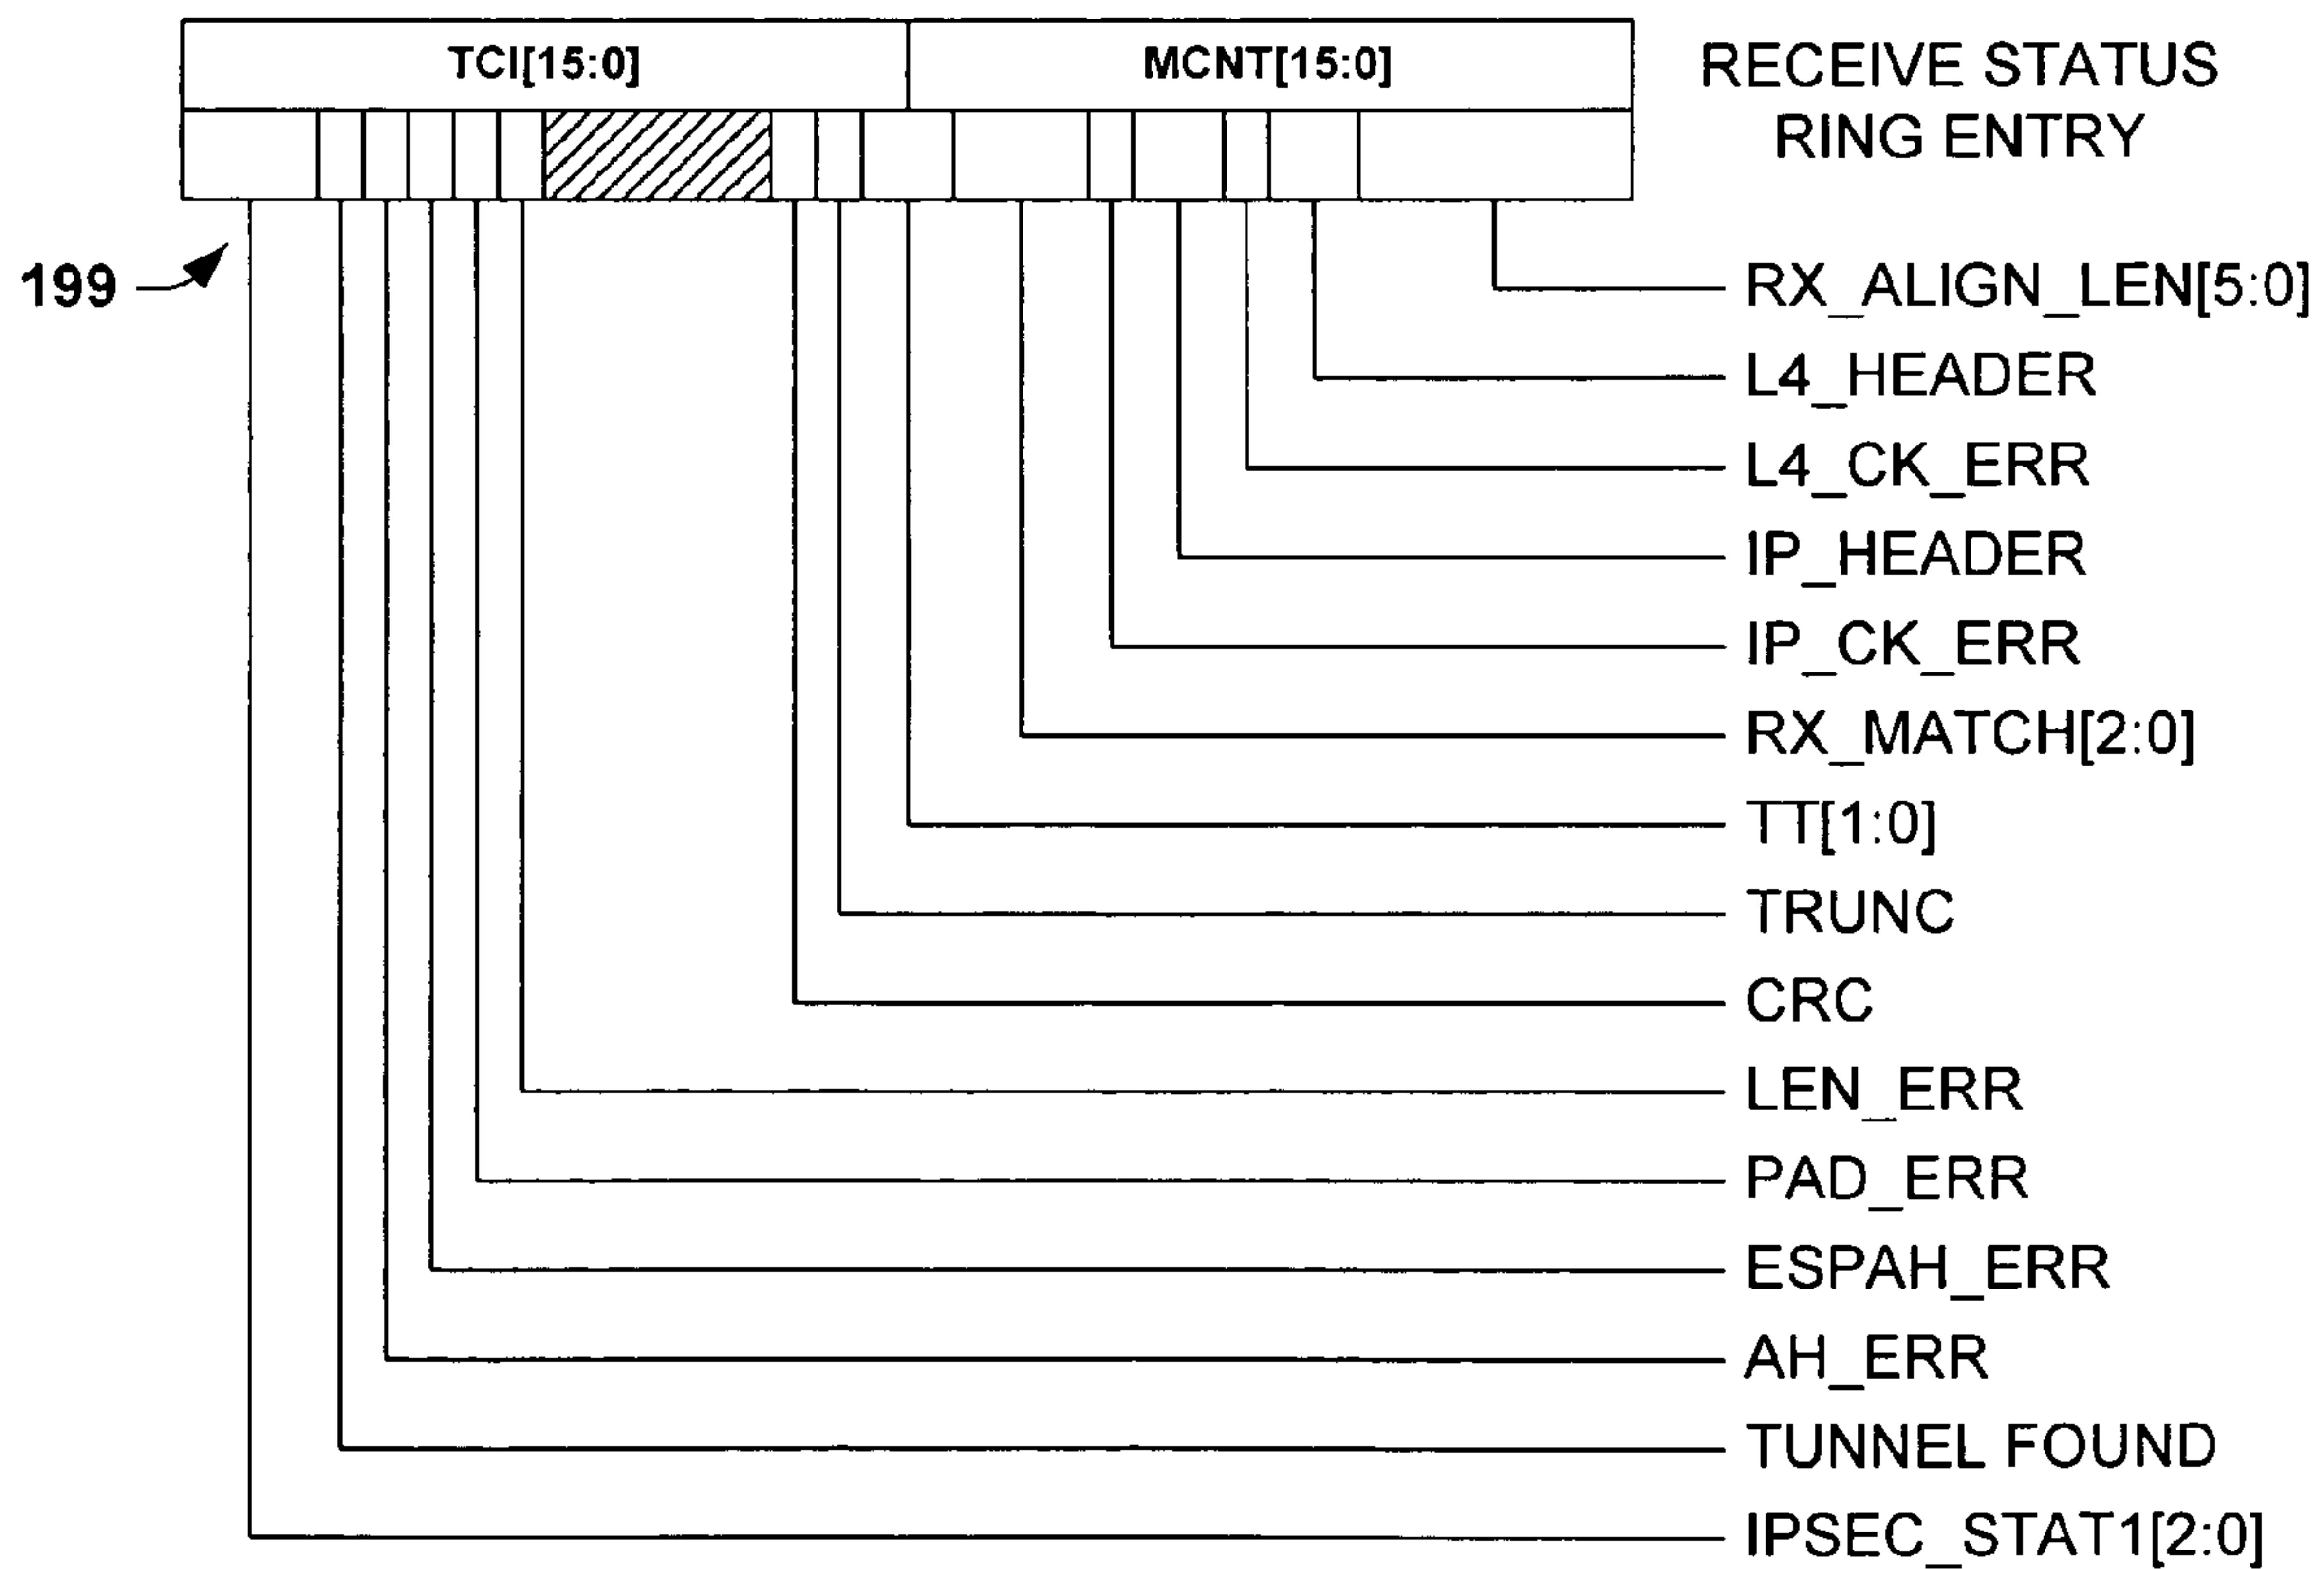 TCI[15:0] MCNT[15:0]
RECEIVE STATUS
RING ENTRY
199
RX_ALIGN_LEN[5:0]
L4_HEADER
L4_CK_ERR
IP_HEADER
IP_CK_ERR
RX_MATCH[2:0]
TT[1:0]
TRUNC
CRC
LEN_ERR
PAD_ERR
ESPAH_ERR
AH_ERR
TUNNEL FOUND
IPSEC_STAT1[2:0]